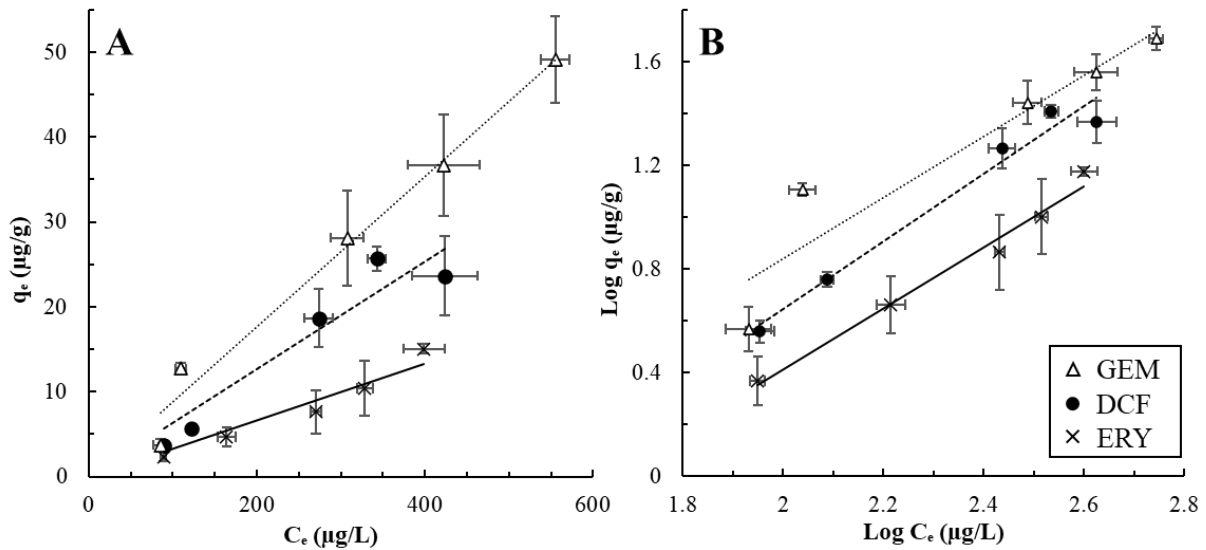 A
50
40
30
20
10
0
qₑ (µg/g)
0
200
400
600
Cₑ (µg/L)
B
1.6
1.2
0.8
0.4
0
Log qₑ (µg/g)
1.8
2
2.2
2.4
2.6
2.8
Log Cₑ (µg/L)
GEM
DCF
ERY